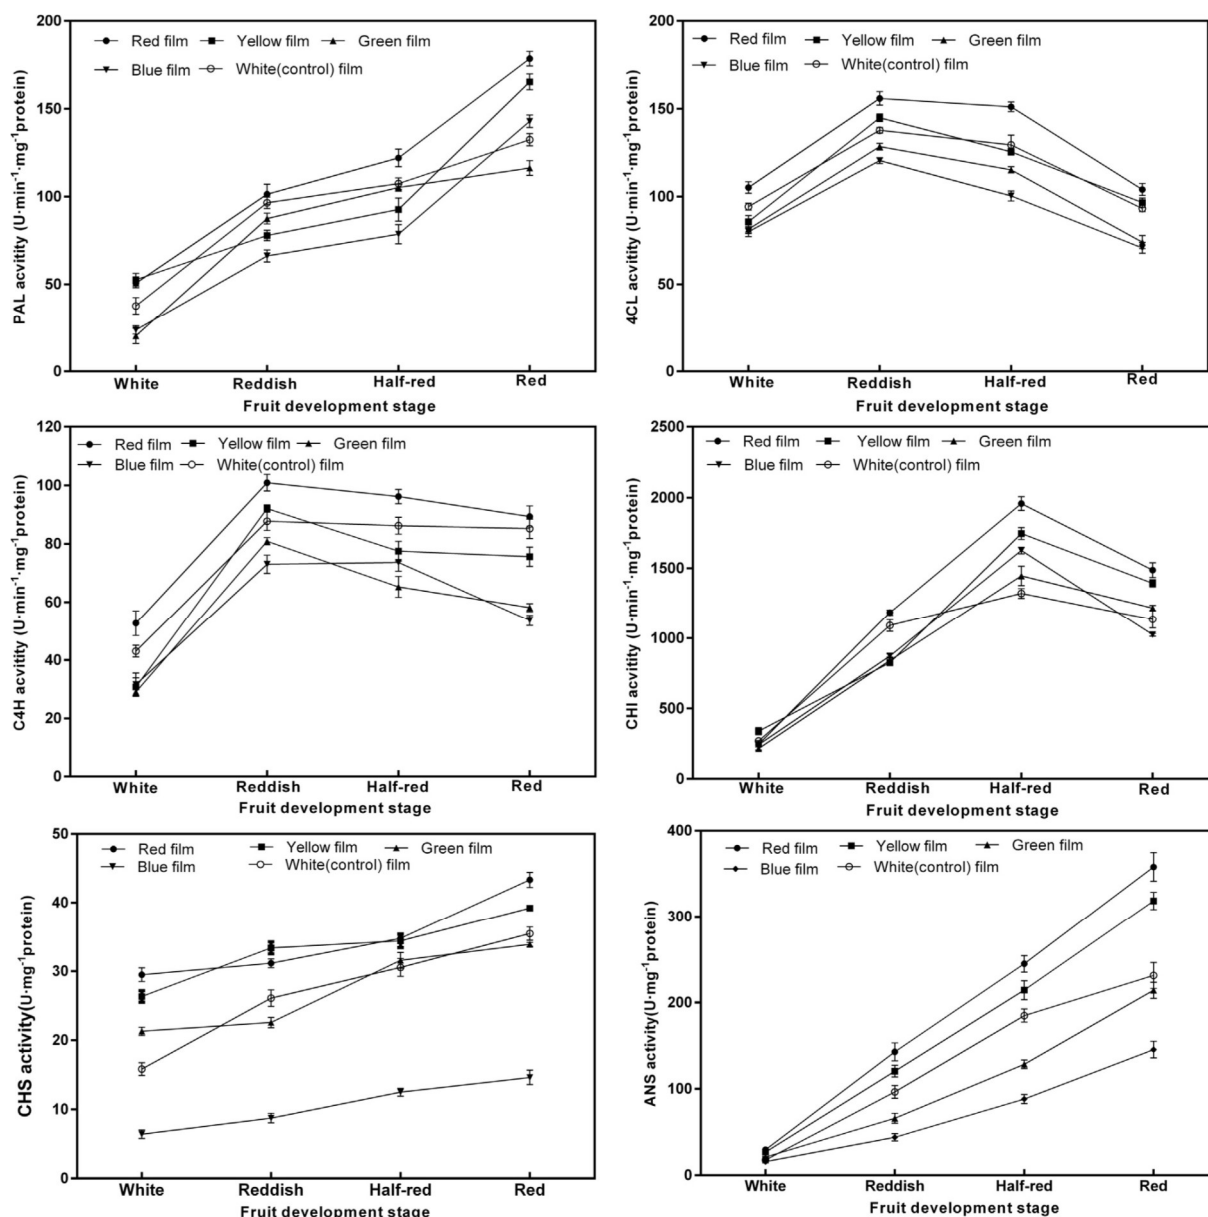 200
150
100
50
0
PAL acvitity (U·min⁻¹·mg⁻¹protein)
Red film Yellow film Green film
Blue film White(control) film
White Reddish Half-red Red
Fruit development stage
200
150
100
50
0
4CL acvitity (U·min⁻¹·mg⁻¹protein)
Red film Yellow film Green film
Blue film White(control) film
White Reddish Half-red Red
Fruit development stage
120
100
80
60
40
20
0
C4H acvitity (U·min⁻¹·mg⁻¹protein)
Red film Yellow film Green film
Blue film White(control) film
White Reddish Half-red Red
Fruit development stage
2500
2000
1500
1000
500
0
CHI acvitity (U·min⁻¹·mg⁻¹protein)
Red film Yellow film Green film
Blue film White(control) film
White Reddish Half-red Red
Fruit development stage
50
40
30
20
10
0
CHS activity(U·mg⁻¹protein)
Red film Yellow film Green film
Blue film White(control) film
White Reddish Half-red Red
Fruit development stage
400
300
200
100
0
ANS activity(U·mg⁻¹protein)
Red film Yellow film Green film
Blue film White(control) film
White Reddish Half-red Red
Fruit development stage